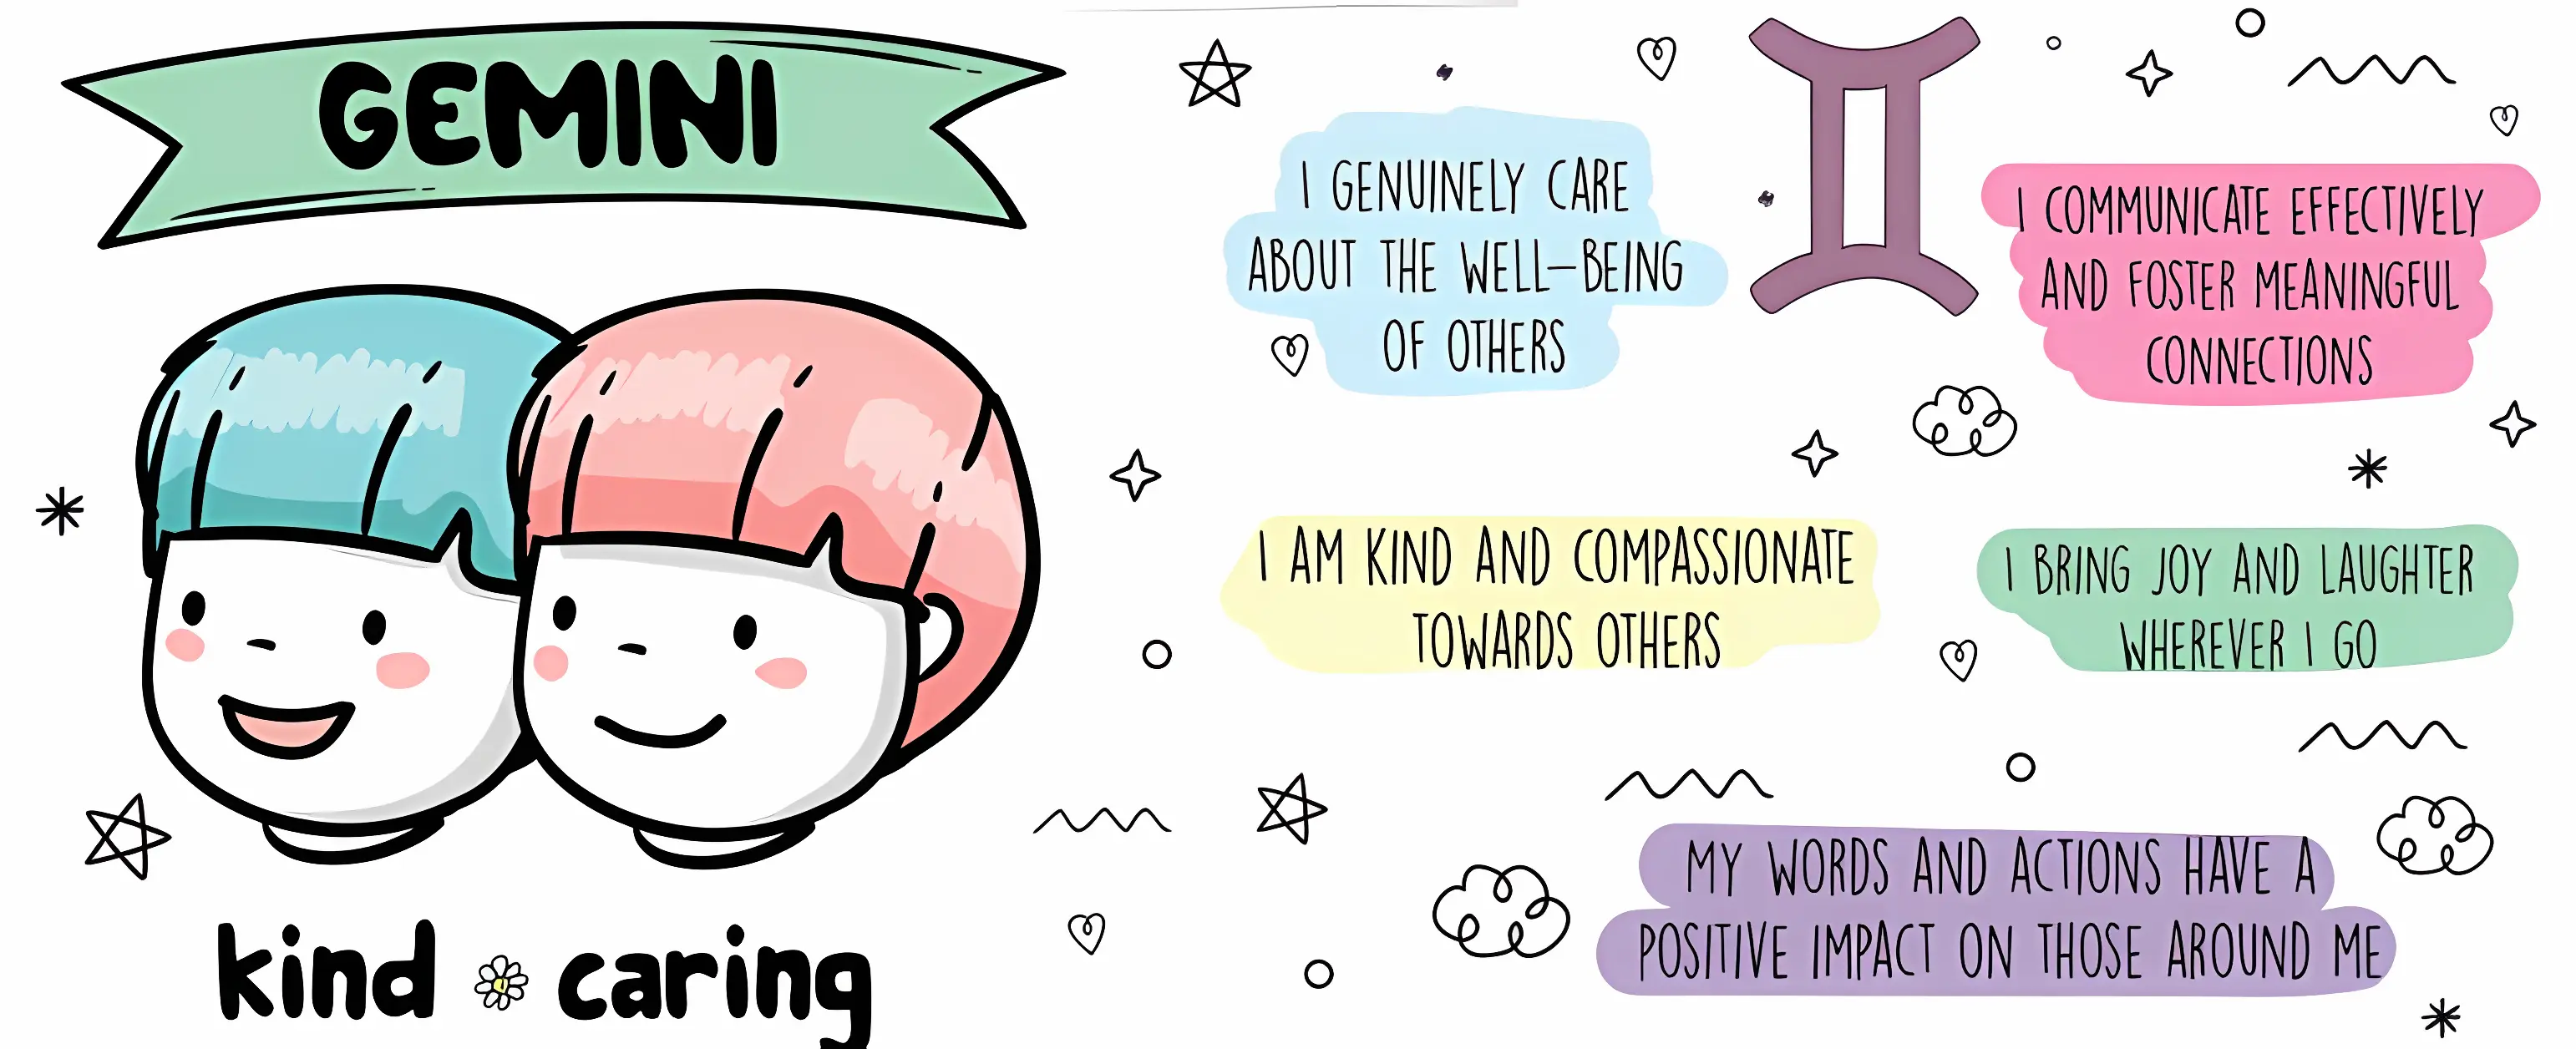 GEMINI
I GENUINELY CARE
ABOUT THE WELL-BEING
OF OTHERS
I COMMUNICATE EFFECTIVELY
AND FOSTER MEANINGFUL
CONNECTIONS
I AM KIND AND COMPASSIONATE
TOWARDS OTHERS
I BRING JOY AND LAUGHTER
WHEREVER I GO
MY WORDS AND ACTIONS HAVE A
POSITIVE IMPACT ON THOSE AROUND ME
kind caring